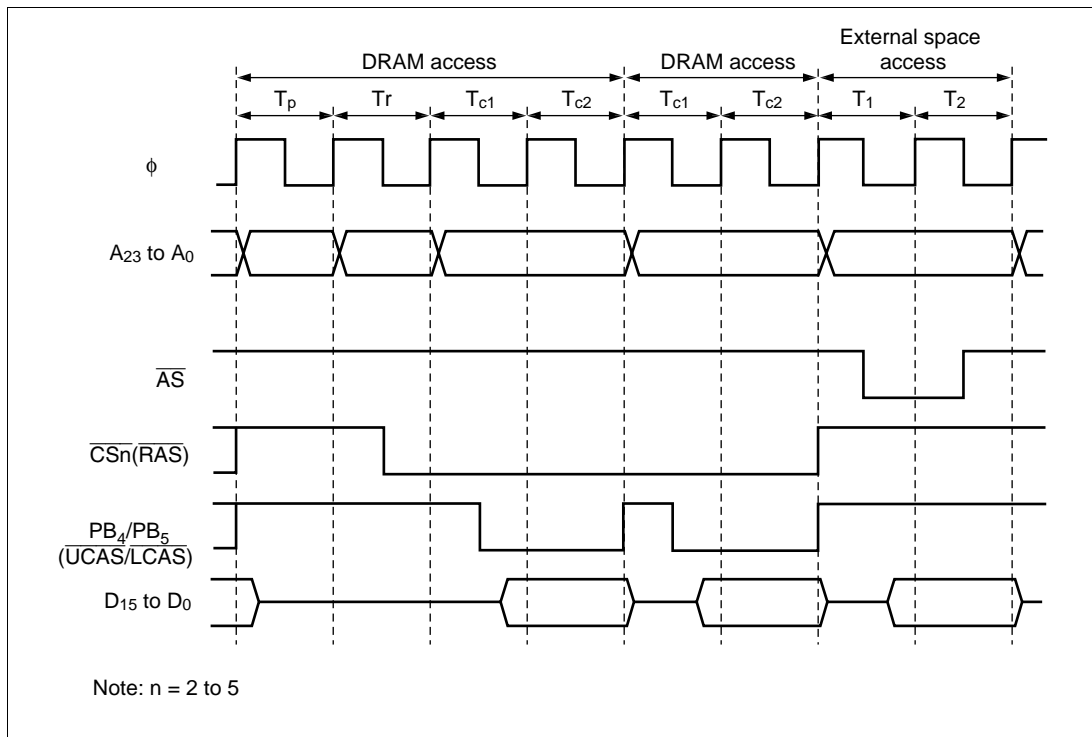 External space
access
DRAM access DRAM access
Tp Tr Tc1 Tc2 Tc1 Tc2 T1 T2
φ
A23 to A0
AS
CSn(RAS)
PB4/PB5
(UCAS/LCAS)
D15 to D0
Note: n = 2 to 5